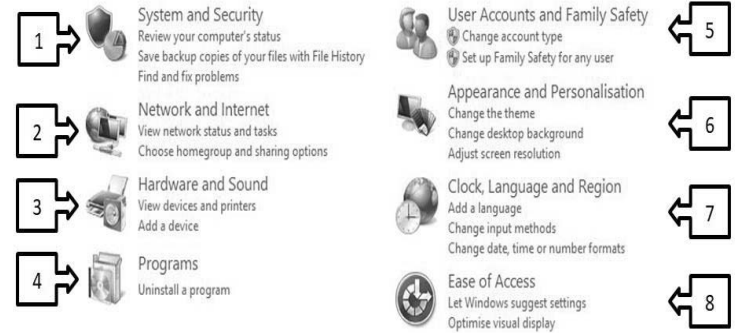 1
System and Security
Review your computer's status
Save backup copies of your files with File History
Find and fix problems
2
Network and Internet
View network status and tasks
Choose homegroup and sharing options
3
Hardware and Sound
View devices and printers
Add a device
4
Programs
Uninstall a program
5
User Accounts and Family Safety
Change account type
Set up Family Safety for any user
6
Appearance and Personalisation
Change the theme
Change desktop background
Adjust screen resolution
7
Clock, Language and Region
Add a language
Change input methods
Change date, time or number formats
8
Ease of Access
Let Windows suggest settings
Optimise visual display